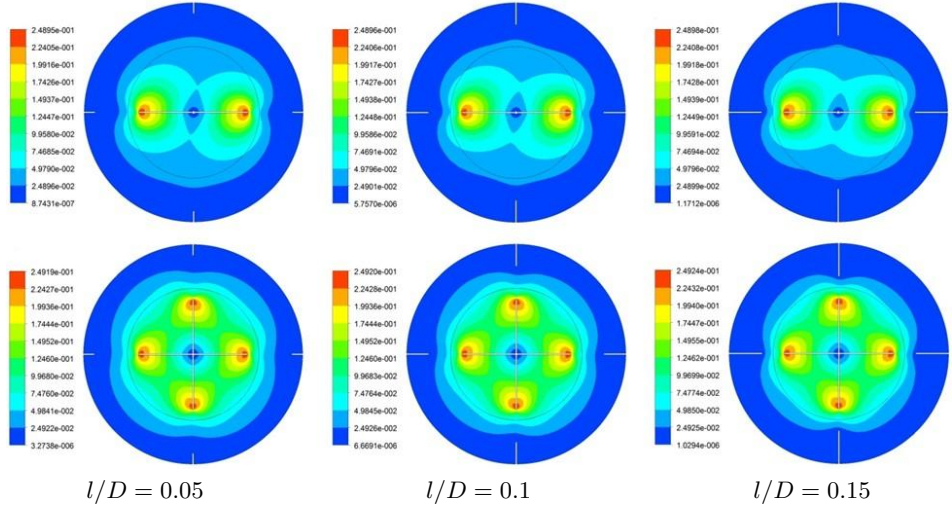 2.4895e-001
2.2405e-001
1.9916e-001
1.7426e-001
1.4937e-001
1.2447e-001
9.9580e-002
7.4685e-002
4.9790e-002
2.4896e-002
8.7431e-007
2.4896e-001
2.2406e-001
1.9917e-001
1.7427e-001
1.4938e-001
1.2448e-001
9.9586e-002
7.4691e-002
4.9796e-002
2.4901e-002
5.7570e-006
2.4898e-001
2.2408e-001
1.9918e-001
1.7428e-001
1.4939e-001
1.2449e-001
9.9591e-002
7.4694e-002
4.9796e-002
2.4899e-002
1.1712e-006
2.4919e-001
2.2427e-001
1.9936e-001
1.7444e-001
1.4952e-001
1.2460e-001
9.9680e-002
7.4760e-002
4.9841e-002
2.4922e-002
3.2738e-006
2.4920e-001
2.2428e-001
1.9936e-001
1.7444e-001
1.4952e-001
1.2460e-001
9.9683e-002
7.4764e-002
4.9845e-002
2.4926e-002
6.6691e-006
2.4924e-001
2.2432e-001
1.9940e-001
1.7447e-001
1.4955e-001
1.2462e-001
9.9699e-002
7.4774e-002
4.9850e-002
2.4925e-002
1.0294e-006
l/D = 0.05 l/D = 0.1 l/D = 0.15